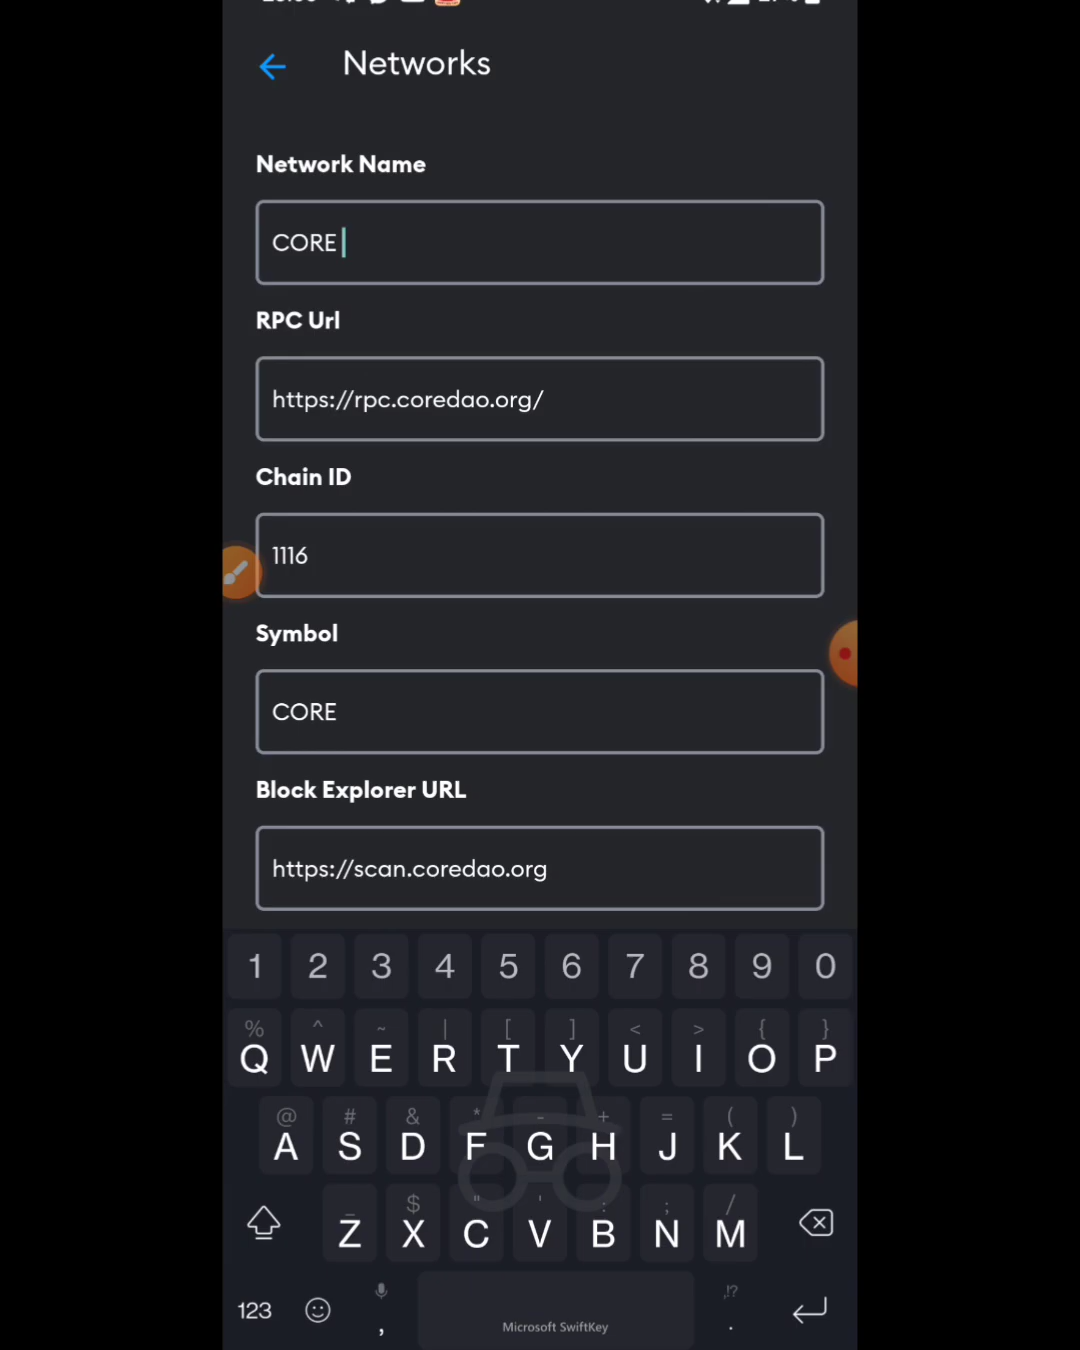 Networks
Network Name
CORE
RPC Url
https://rpc.coredao.org/
Chain ID
1116
Symbol
CORE
Block Explorer URL
https://scan.coredao.org
1 2 3 4 5 6 7 8 9 0
% ^ ~ | [ ] < > { }
Q W E R T Y U I O P
@ # & * - + = ( )
A S D F G H J K L
_ $ " ' : ; /
Z X C V B N M
,!?
123 , .
Microsoft SwiftKey